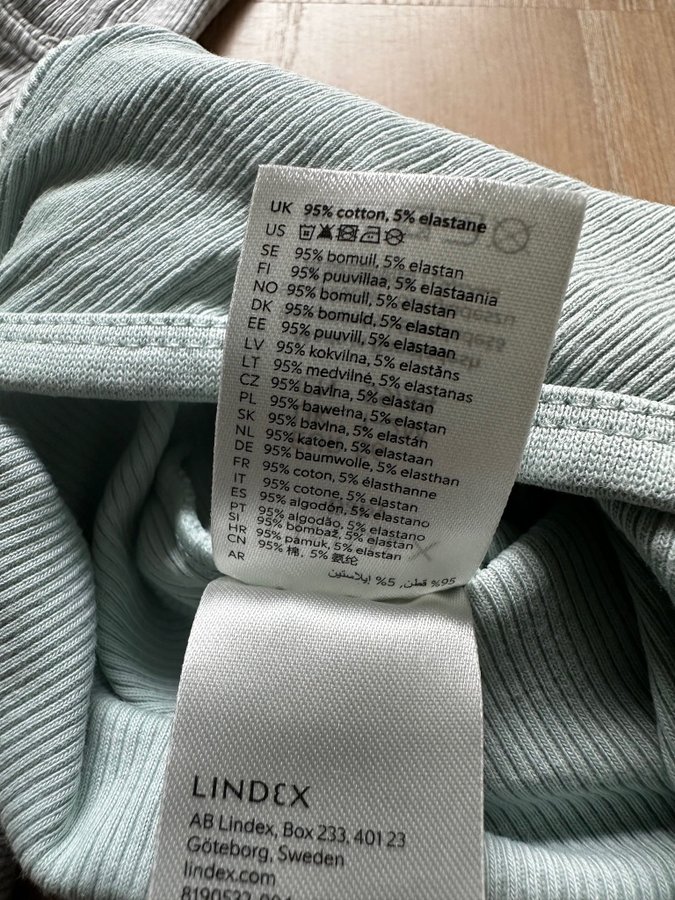 UK 95% cotton, 5% elastane
US
SE 95% bomull, 5% elastan
FI 95% puuvillaa, 5% elastaania
NO 95% bomull, 5% elastan
DK 95% bomuld, 5% elastan
EE 95% puuvill, 5% elastaan
LV 95% kokvilna, 5% elastāns
LT 95% medvilnė, 5% elastanas
CZ 95% bavlna, 5% elastan
PL 95% bawełna, 5% elastan
SK 95% bavlna, 5% elastán
NL 95% katoen, 5% elastaan
DE 95% baumwolle, 5% elasthan
FR 95% coton, 5% élasthanne
IT 95% cotone, 5% elastan
ES 95% algodón, 5% elastano
PT 95% algodão, 5% elastano
SI 95% bombaž, 5% elastan
HR 95% pamuk, 5% elastan
CN 95% 棉, 5% 氨纶
AR 95% قطن, 5% إيلاستين
LINDEX
AB Lindex, Box 233, 401 23
Göteborg, Sweden
lindex.com